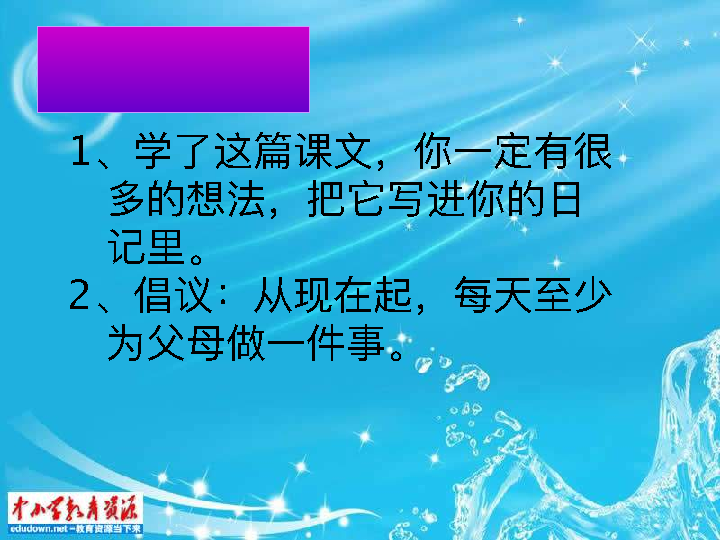 1、学了这篇课文，你一定有很
多的想法，把它写进你的日
记里。
2、倡议：从现在起，每天至少
为父母做一件事。
中小学教育资源
edudown.net－教育资源当下来